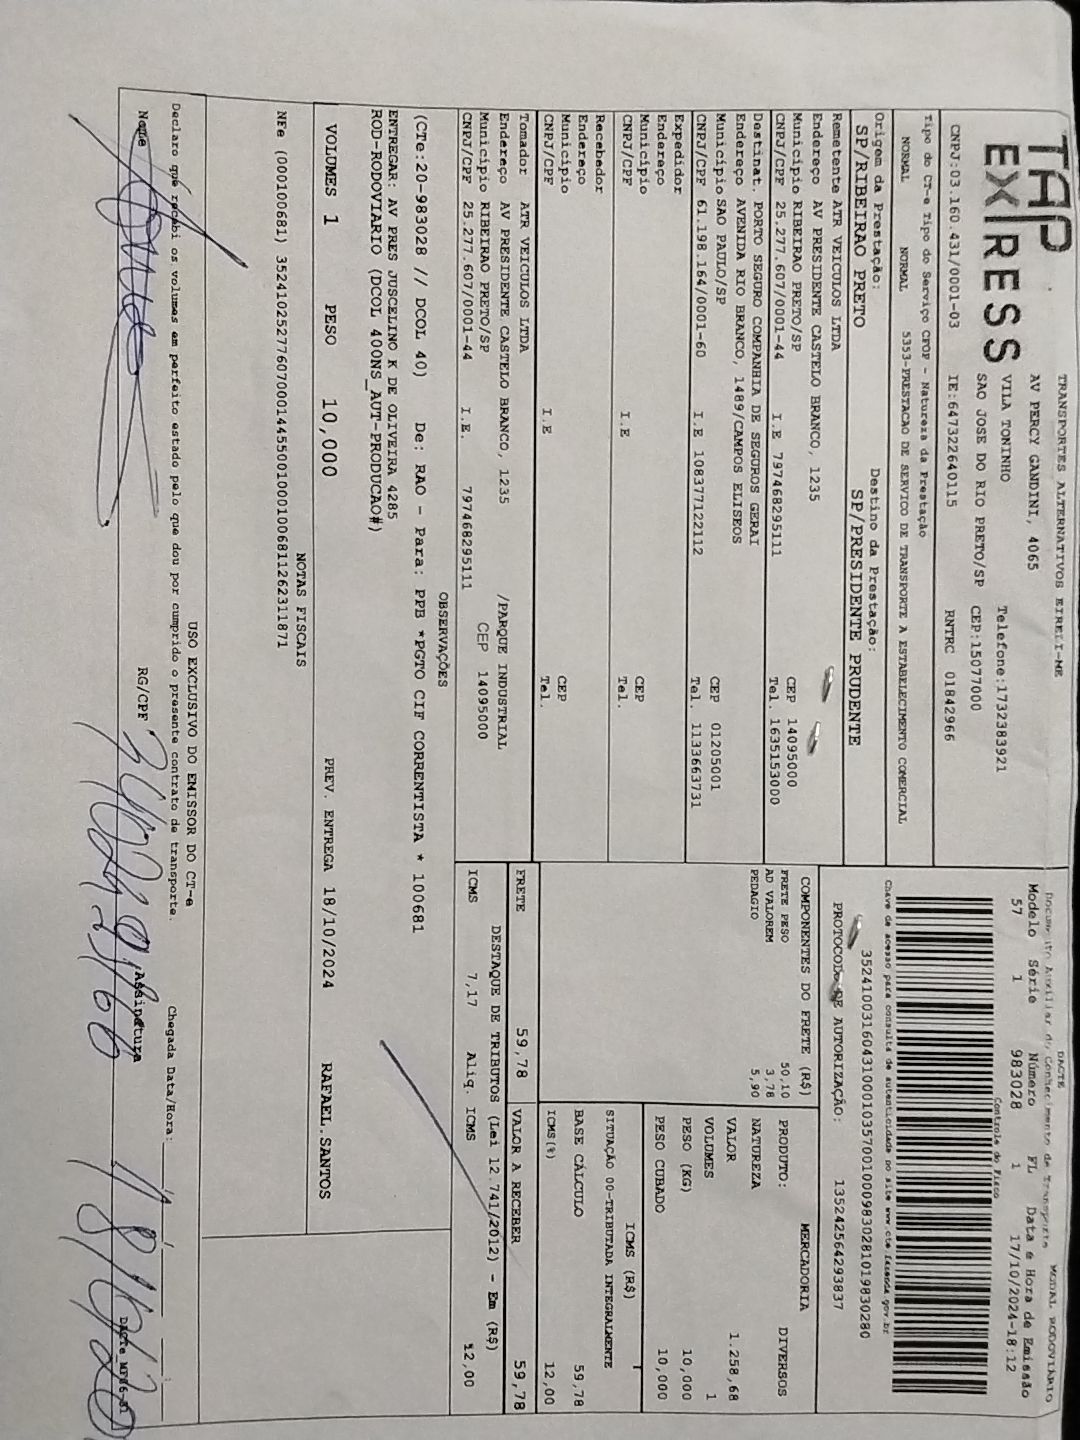 TAP
EXPRESS
TRANSPORTES ALTERNATIVOS EIRELI-ME
AV PERCY GANDINI, 4065
VILA TONINHO Telefone:1732383921
SAO JOSE DO RIO PRETO/SP CEP:15077000
CNPJ:03.160.431/0001-03 IE:647322640115 RNTRC 01842966
DACTE MODAL RODOVIÁRIO
Documento Auxiliar do Conhecimento de Transporte
Modelo Série Número FL Data e Hora de Emissão
57 1 983028 1 17/10/2024-18:12
Controle do Fisco
Chave de acesso para consulta de autenticidade no site www.cte.fazenda.gov.br
35241003160431000103570010009830281019830280
PROTOCOLO DE AUTORIZAÇÃO: 135242564293837
Tipo do CT-e Tipo do Serviço CFOP - Natureza da Prestação
NORMAL NORMAL 5353-PRESTACAO DE SERVICO DE TRANSPORTE A ESTABELECIMENTO COMERCIAL
Origem da Prestação: Destino da Prestação:
SP/RIBEIRAO PRETO SP/PRESIDENTE PRUDENTE
Remetente ATR VEICULOS LTDA
Endereço AV PRESIDENTE CASTELO BRANCO, 1235
Município RIBEIRAO PRETO/SP CEP 14095000
CNPJ/CPF 25.277.607/0001-44 I.E 797468295111 Tel. 1635153000
Destinat. PORTO SEGURO COMPANHIA DE SEGUROS GERAI
Endereço AVENIDA RIO BRANCO, 1489/CAMPOS ELISEOS
Município SAO PAULO/SP CEP 01205001
CNPJ/CPF 61.198.164/0001-60 I.E 108377122112 Tel. 1133663731
Expedidor
Endereço
Município CEP
CNPJ/CPF I.E Tel.
Recebedor
Endereço
Município CEP
CNPJ/CPF I.E Tel.
Tomador ATR VEICULOS LTDA
Endereço AV PRESIDENTE CASTELO BRANCO, 1235 /PARQUE INDUSTRIAL
Município RIBEIRAO PRETO/SP CEP 14095000
CNPJ/CPF 25.277.607/0001-44 I.E. 797468295111
COMPONENTES DO FRETE (R$)
FRETE PESO 50,10
AD VALOREM 3,78
PEDAGIO 5,90
MERCADORIA
PRODUTO: DIVERSOS
NATUREZA
VALOR 1.258,68
VOLUMES 1
PESO (KG) 10,000
PESO CUBADO 10,000
ICMS (R$)
SITUAÇÃO 00-TRIBUTADA INTEGRALMENTE
BASE CÁLCULO 59,78
ICMS(%) 12,00
FRETE 59,78 VALOR A RECEBER 59,78
DESTAQUE DE TRIBUTOS (Lei 12.741/2012) - Em (R$)
ICMS 7,17 Aliq. ICMS 12,00
OBSERVAÇÕES
(CTe:20-983028 // DCOL 40) De: RAO - Para: PPB *PGTO CIF CORRENTISTA * 100681
ENTREGAR: AV PRES JUSCELINO K DE OLIVEIRA 4285
ROD-RODOVIARIO (DCOL 40ONS_AUT-PRODUCAO#)
VOLUMES 1 PESO 10,000 PREV. ENTREGA 18/10/2024 RAFAEL.SANTOS
NOTAS FISCAIS
NFe (000100681) 35241025277607000144550010001006811262311871
USO EXCLUSIVO DO EMISSOR DO CT-e
Declaro que recebi os volumes em perfeito estado pelo que dou por cumprido o presente contrato de transporte. Chegada Data/Hora:
Nome RG/CPF Assinatura